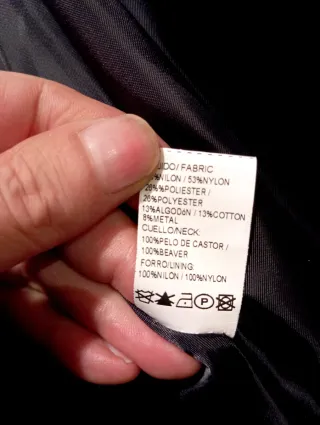 IDO/ FABRIC
%NILON / 53%NYLON
26%%POLIESTER /
26%POLYESTER
13%ALGODóN / 13%COTTON
8%METAL
CUELLO/NECK:
100%PELO DE CASTOR /
100%BEAVER
FORRO/LINING:
100%NILON / 100%NYLON
P